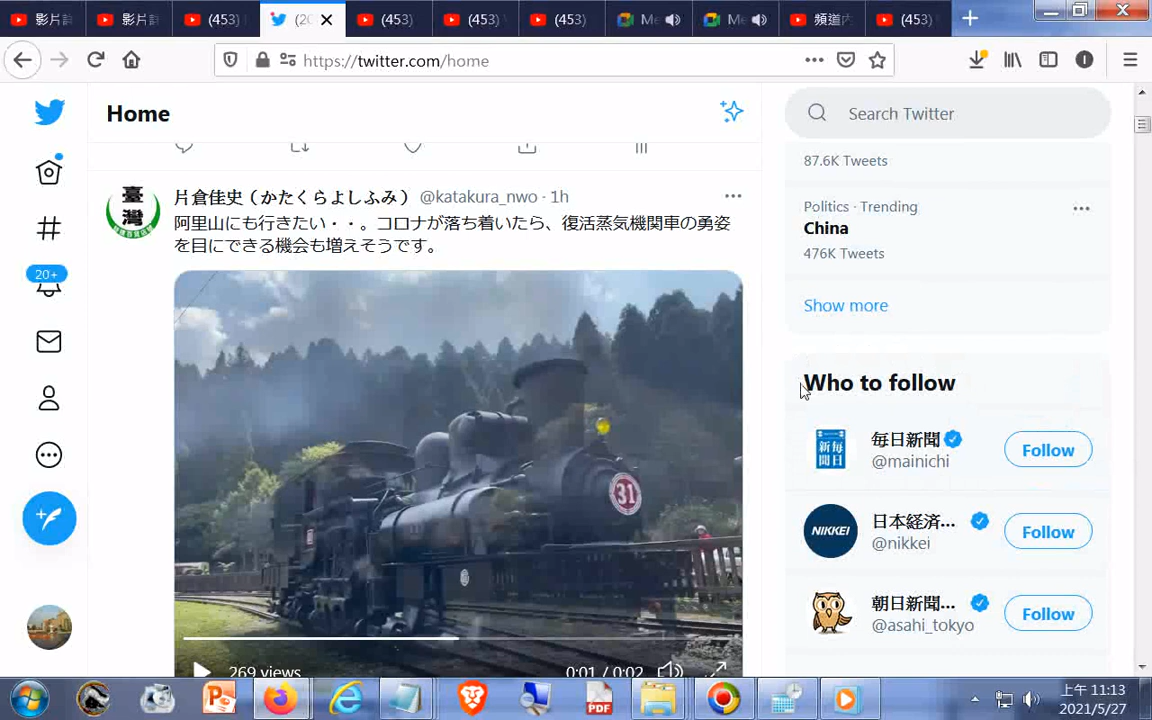 影片詳
影片詳
(453)
(20
(453)
(453)
(453)
Me
Me
頻道內
(453)
https://twitter.com/home
Home
Search Twitter
87.6K Tweets
Politics · Trending
China
476K Tweets
Show more
片倉佳史（かたくらよしふみ） @katakura_nwo · 1h
阿里山にも行きたい・・。コロナが落ち着いたら、復活蒸気機関車の勇姿
を目にできる機会も増えそうです。
臺
灣
20+
31
269 views
0:01 / 0:02
Who to follow
毎日新聞
@mainichi
Follow
日本経済...
@nikkei
Follow
NIKKEI
朝日新聞...
@asahi_tokyo
Follow
PDF
上午 11:13
2021/5/27